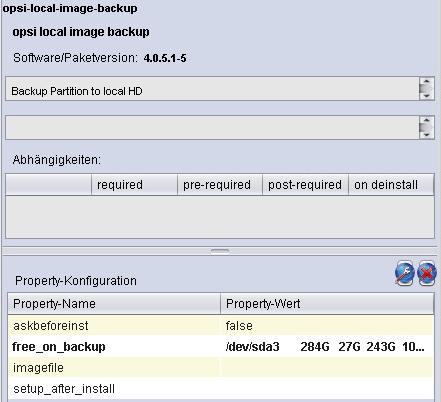 opsi-local-image-backup
opsi local image backup
Software/Paketversion: 4.0.5.1-5
Backup Partition to local HD
Abhängigkeiten:
required pre-required post-required on deinstall
Property-Konfiguration
Property-Name Property-Wert
askbeforeinst false
free_on_backup /dev/sda3 284G 27G 243G 10...
imagefile
setup_after_install